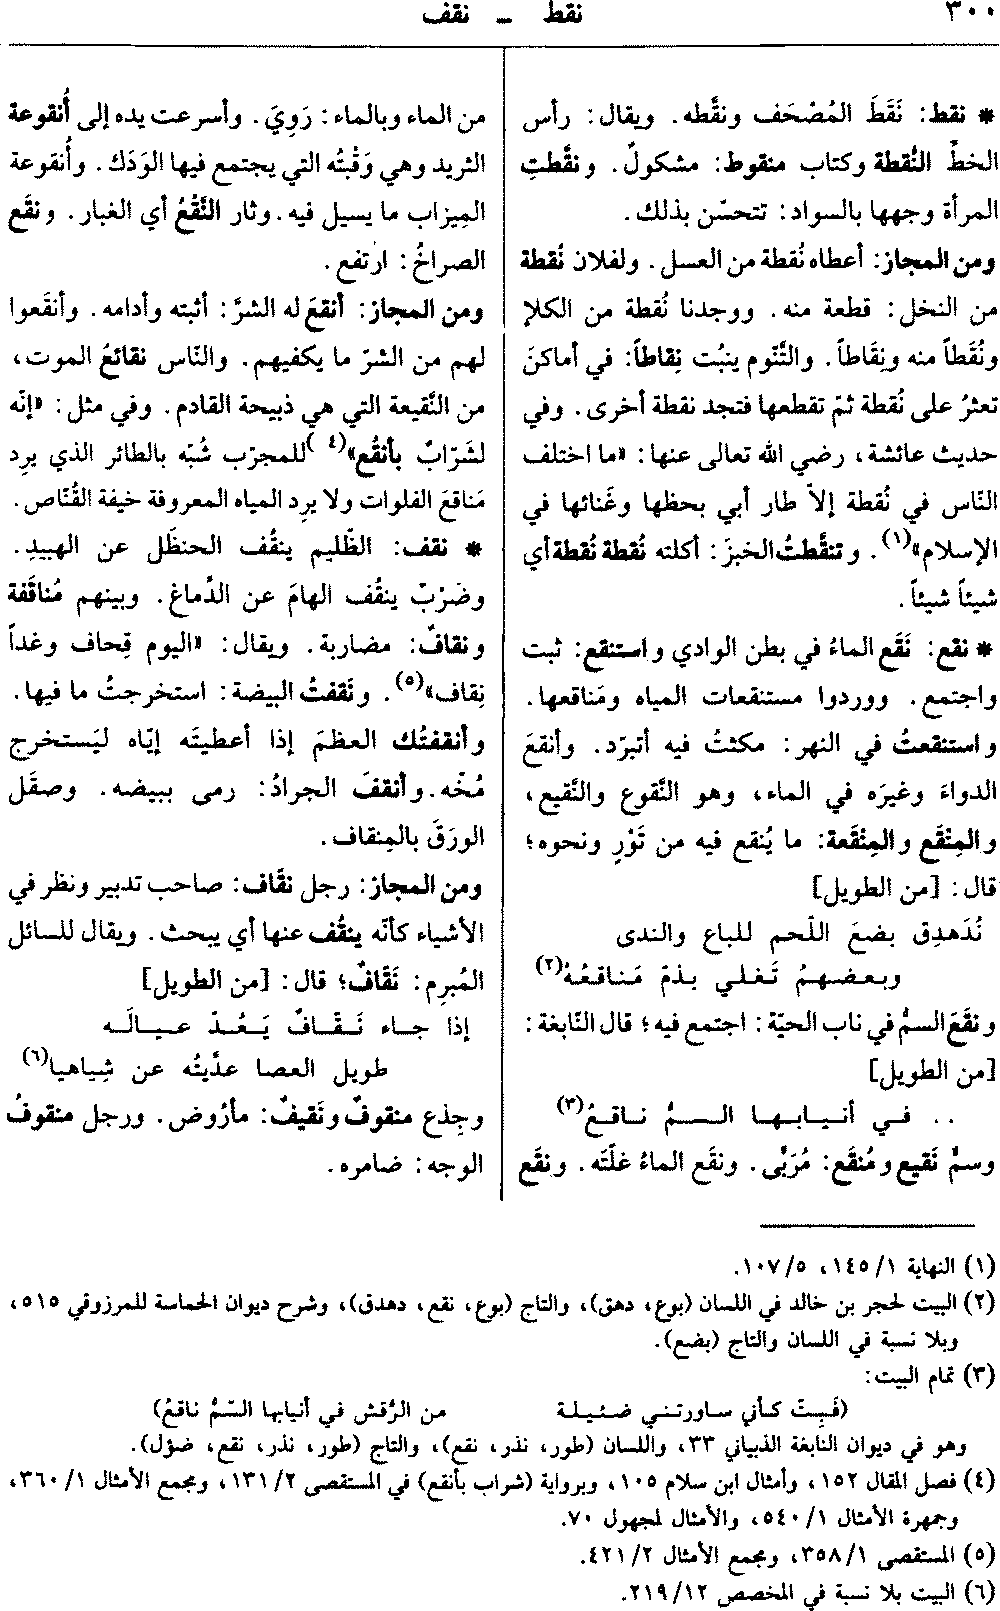 ٣٠٠
نقط ــ نقف
* نقط: نَقَطَ المُصْحَف ونقَّطه. ويقال: رأس
الخطِّ النُّقطة وكتاب منقوط: مشكولٌ. ونقَّطتِ
المرأة وجهها بالسواد: تتحسّن بذلك.
ومن المجاز: أعطاه نُقطة من العسل. ولفلان نُقطة
من النخل: قطعة منه. ووجدنا نُقطة من الكلإ
ونُقَطاً منه ونِقَاطاً. والتَّنّوم ينبُت نِقاطاً: في أماكنَ
تعثرُ على نُقطة ثمّ تقطعها فتجد نقطة أخرى. وفي
حديث عائشة، رضي الله تعالى عنها: «ما اختلف
النّاس في نُقطة إلاّ طار أبي بحظها وغَنائها في
الإسلام»(١). وتنقَّطتُ الخبزَ: أكلته نُقطة نُقطة أي
شيئاً شيئاً.
* نقع: نَقَع الماءُ في بطن الوادي واستنقع: ثبت
واجتمع. ووردوا مستنقعات المياه ومَناقعها.
واستنقعتُ في النهر: مكثتُ فيه أتبرّد. وأنقعَ
الدواءَ وغيرَه في الماء، وهو النَّقوع والنَّقيع،
والمِنْقَع والمِنْقَعة: ما يُنقع فيه من تَوْرٍ ونحوه؛
قال: [من الطويل]
نُدَهدِق بضعَ اللّحم للباع والندى
وبعضهمُ تَغلي بذمّ مَناقعُهُ(٢)
ونقَعَ السمُّ في ناب الحيّة: اجتمع فيه؛ قال النّابغة:
[من الطويل]
.. في أنيابها السمُّ ناقعُ(٣)
وسمٌّ نَقيع ومُنقَع: مُرَبًّى. ونقَع الماءُ غلّتَه. ونقَع
من الماء وبالماء: رَوِيَ. وأسرعت يده إلى أُنقوعة
الثريد وهي وَقْبتُه التي يجتمع فيها الوَدَك. وأُنقوعة
المِيزاب ما يسيل فيه. وثار النَّقْعُ أي الغبار. ونقَع
الصراخُ: ارتفع.
ومن المجاز: أنقعَ له الشرَّ: أثبته وأدامه. وأنقَعوا
لهم من الشرّ ما يكفيهم. والنّاس نقائعُ الموت،
من النَّقيعة التي هي ذبيحة القادم. وفي مثل: «إنّه
لشَرّابٌ بأنقُع»(٤) للمجرّب شُبّه بالطائر الذي يرِد
مَناقعَ الفلوات ولا يرِد المياه المعروفة خيفة القُنّاص.
* نقف: الظّليم ينقُف الحنظَل عن الهبيدِ.
وضَرْبٌ ينقُف الهامَ عن الدِّماغ. وبينهم مُناقَفة
ونقافٌ: مضاربة. ويقال: «اليوم قِحاف وغداً
نِقاف»(٥). ونَقفتُ البيضة: استخرجتُ ما فيها.
وأنقفتُك العظمَ إذا أعطيتَه إيّاه ليَستخرج
مُخّه. وأنقفَ الجرادُ: رمى ببيضه. وصقَل
الورَقَ بالمِنقاف.
ومن المجاز: رجل نقّاف: صاحب تدبير ونظر في
الأشياء كأنّه ينقُف عنها أي يبحث. ويقال للسائل
المُبرِم: نَقّافٌ؛ قال: [من الطويل]
إذا جاء نَقّافٌ يَعُدّ عيالَه
طويل العصا عدَّيتُه عن شِياهيا(٦)
وجِذع منقوفٌ ونَقيفٌ: مأرُوض. ورجل منقوفُ
الوجه: ضامره.
(١) النهاية ١/ ١٤٥، ٥/ ١٠٧.
(٢) البيت لحجر بن خالد في اللسان (بوع، دهق)، والتاج (بوع، نقع، دهدق)، وشرح ديوان الحماسة للمرزوقي ٥١٥،
وبلا نسبة في اللسان والتاج (بضع).
(٣) تمام البيت:
(فَبِتّ كأني ساورتني ضئيلة من الرُّقش في أنيابها السّمُّ ناقعُ)
وهو في ديوان النابغة الذبياني ٣٣، واللسان (طور، نذر، نقع)، والتاج (طور، نذر، نقع، ضؤل).
(٤) فصل المقال ١٥٢، وأمثال ابن سلام ١٠٥، وبرواية (شراب بأنقع) في المستقصى ٢/ ١٣١، ومجمع الأمثال ١/ ٣٦٠،
وجمهرة الأمثال ١/ ٥٤٠، والأمثال لمجهول ٧٠.
(٥) المستقصى ١/ ٣٥٨، ومجمع الأمثال ٢/ ٤٢١.
(٦) البيت بلا نسبة في المخصص ١٢/ ٢١٩.